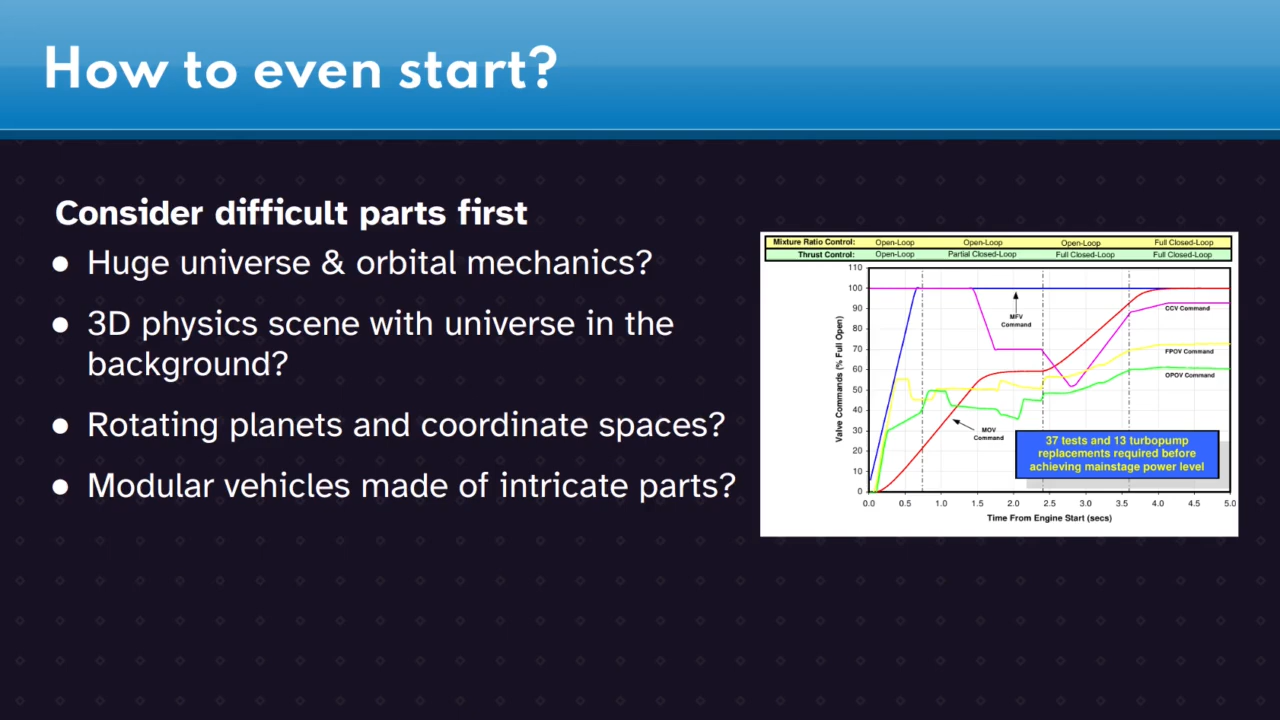 How to even start?
Consider difficult parts first
● Huge universe & orbital mechanics?
● 3D physics scene with universe in the
background?
● Rotating planets and coordinate spaces?
● Modular vehicles made of intricate parts?
Mixture Ratio Control: Open-Loop Open-Loop Open-Loop Full Closed-Loop
Thrust Control: Open-Loop Partial Closed-Loop Full Closed-Loop Full Closed-Loop
Valve Commands (% Full Open)
110
100
90
80
70
60
50
40
30
20
10
0
MFV
Command
CCV Command
FPOV Command
OPOV Command
MOV
Command
37 tests and 13 turbopump
replacements required before
achieving mainstage power level
0.0 0.5 1.0 1.5 2.0 2.5 3.0 3.5 4.0 4.5 5.0
Time From Engine Start (secs)